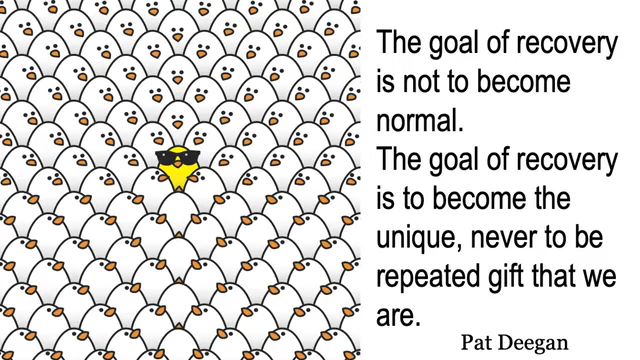 The goal of recovery
is not to become
normal.
The goal of recovery
is to become the
unique, never to be
repeated gift that we
are.
Pat Deegan